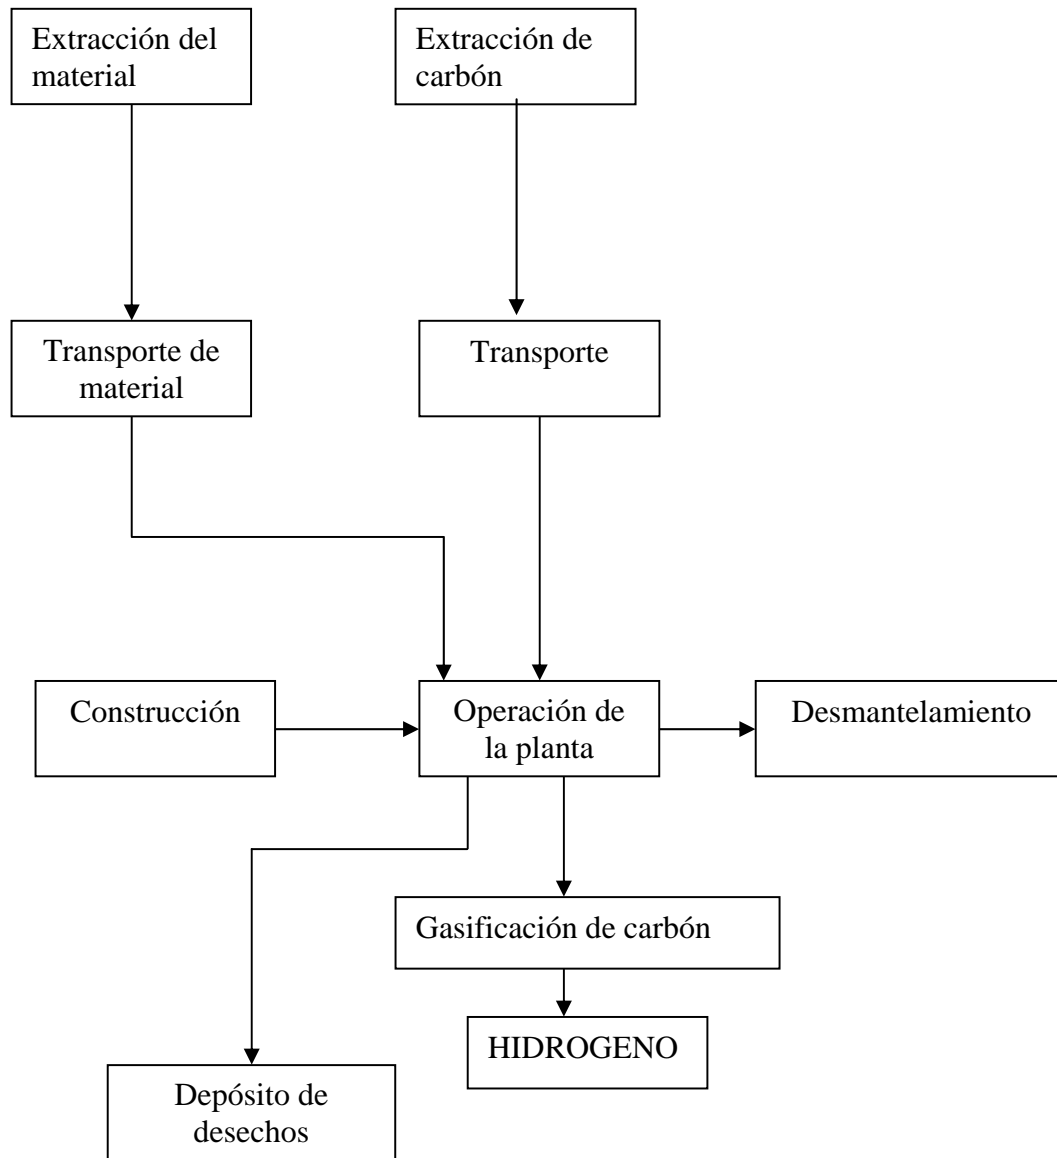 Extracción del
material
Extracción de
carbón
Transporte de
material
Transporte
Construcción
Operación de
la planta
Desmantelamiento
Gasificación de carbón
HIDROGENO
Depósito de
desechos